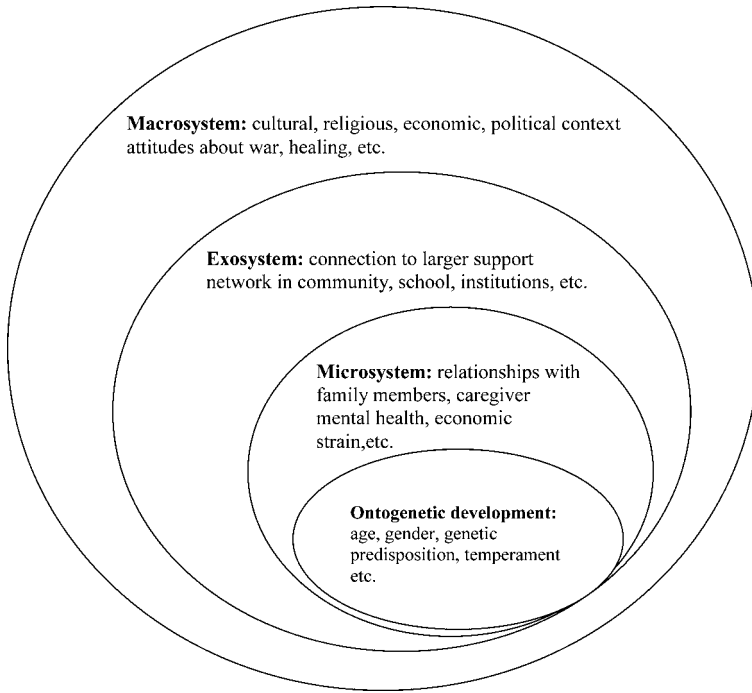 Macrosystem: cultural, religious, economic, political context
attitudes about war, healing, etc.
Exosystem: connection to larger support
network in community, school, institutions, etc.
Microsystem: relationships with
family members, caregiver
mental health, economic
strain,etc.
Ontogenetic development:
age, gender, genetic
predisposition, temperament
etc.